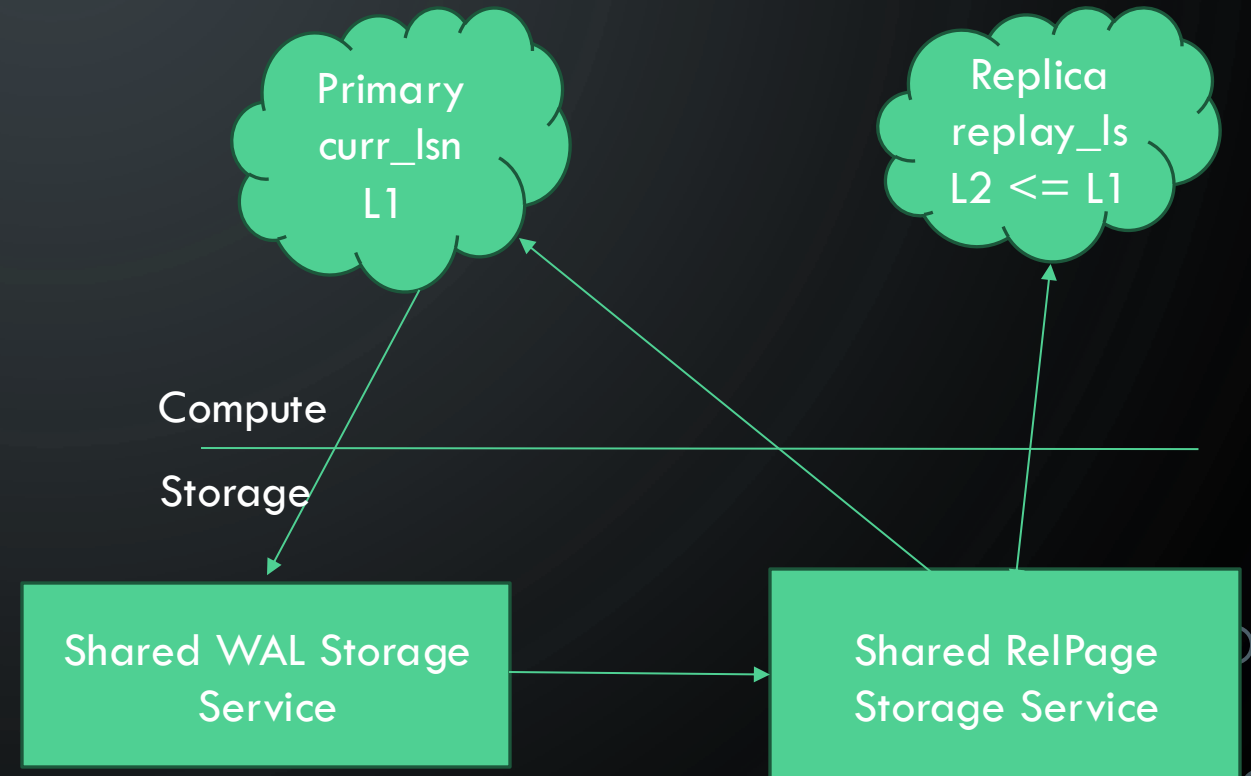 Primary
curr_lsn
L1
Replica
replay_ls
L2 <= L1
Compute
Storage
Shared WAL Storage
Service
Shared RelPage
Storage Service